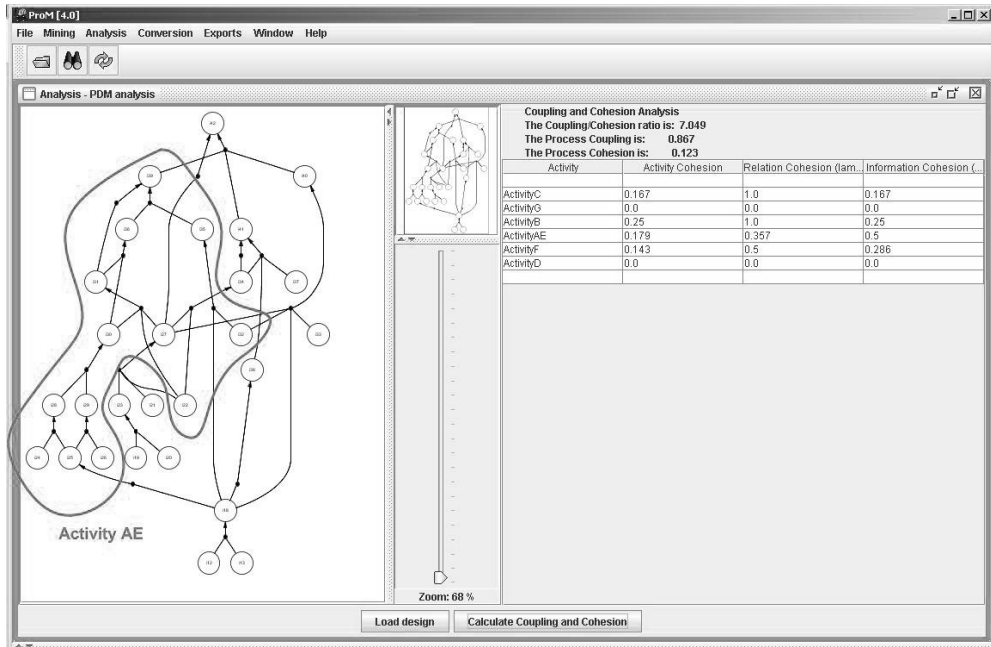 ProM [4.0]
File Mining Analysis Conversion Exports Window Help
Analysis - PDM analysis
Coupling and Cohesion Analysis
The Coupling/Cohesion ratio is: 7.049
The Process Coupling is: 0.867
The Process Cohesion is: 0.123
Activity Activity Cohesion Relation Cohesion (lam... Information Cohesion (...
ActivityC 0.167 1.0 0.167
ActivityG 0.0 0.0 0.0
ActivityB 0.25 1.0 0.25
ActivityAE 0.179 0.357 0.5
ActivityF 0.143 0.5 0.286
ActivityD 0.0 0.0 0.0
Activity AE
Zoom: 68 %
Load design Calculate Coupling and Cohesion